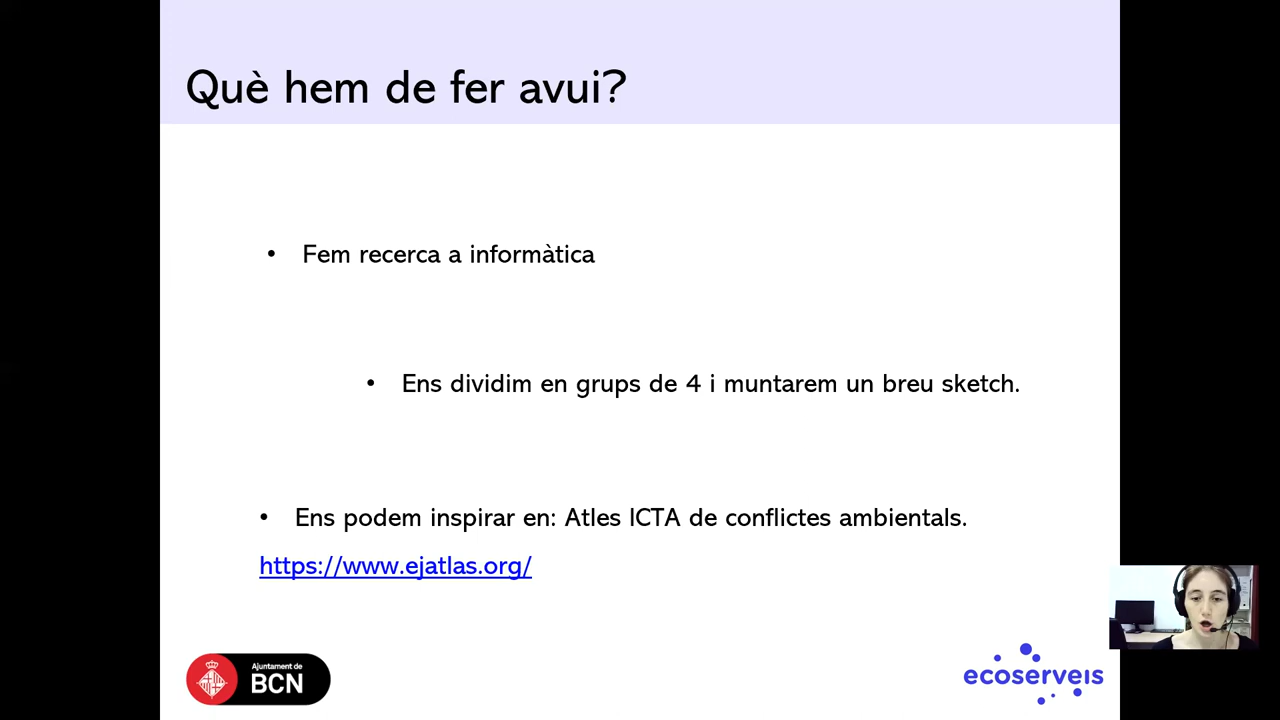 Què hem de fer avui?
• Fem recerca a informàtica
• Ens dividim en grups de 4 i muntarem un breu sketch.
• Ens podem inspirar en: Atles ICTA de conflictes ambientals.
https://www.ejatlas.org/
Ajuntament de
BCN
ecoserveis